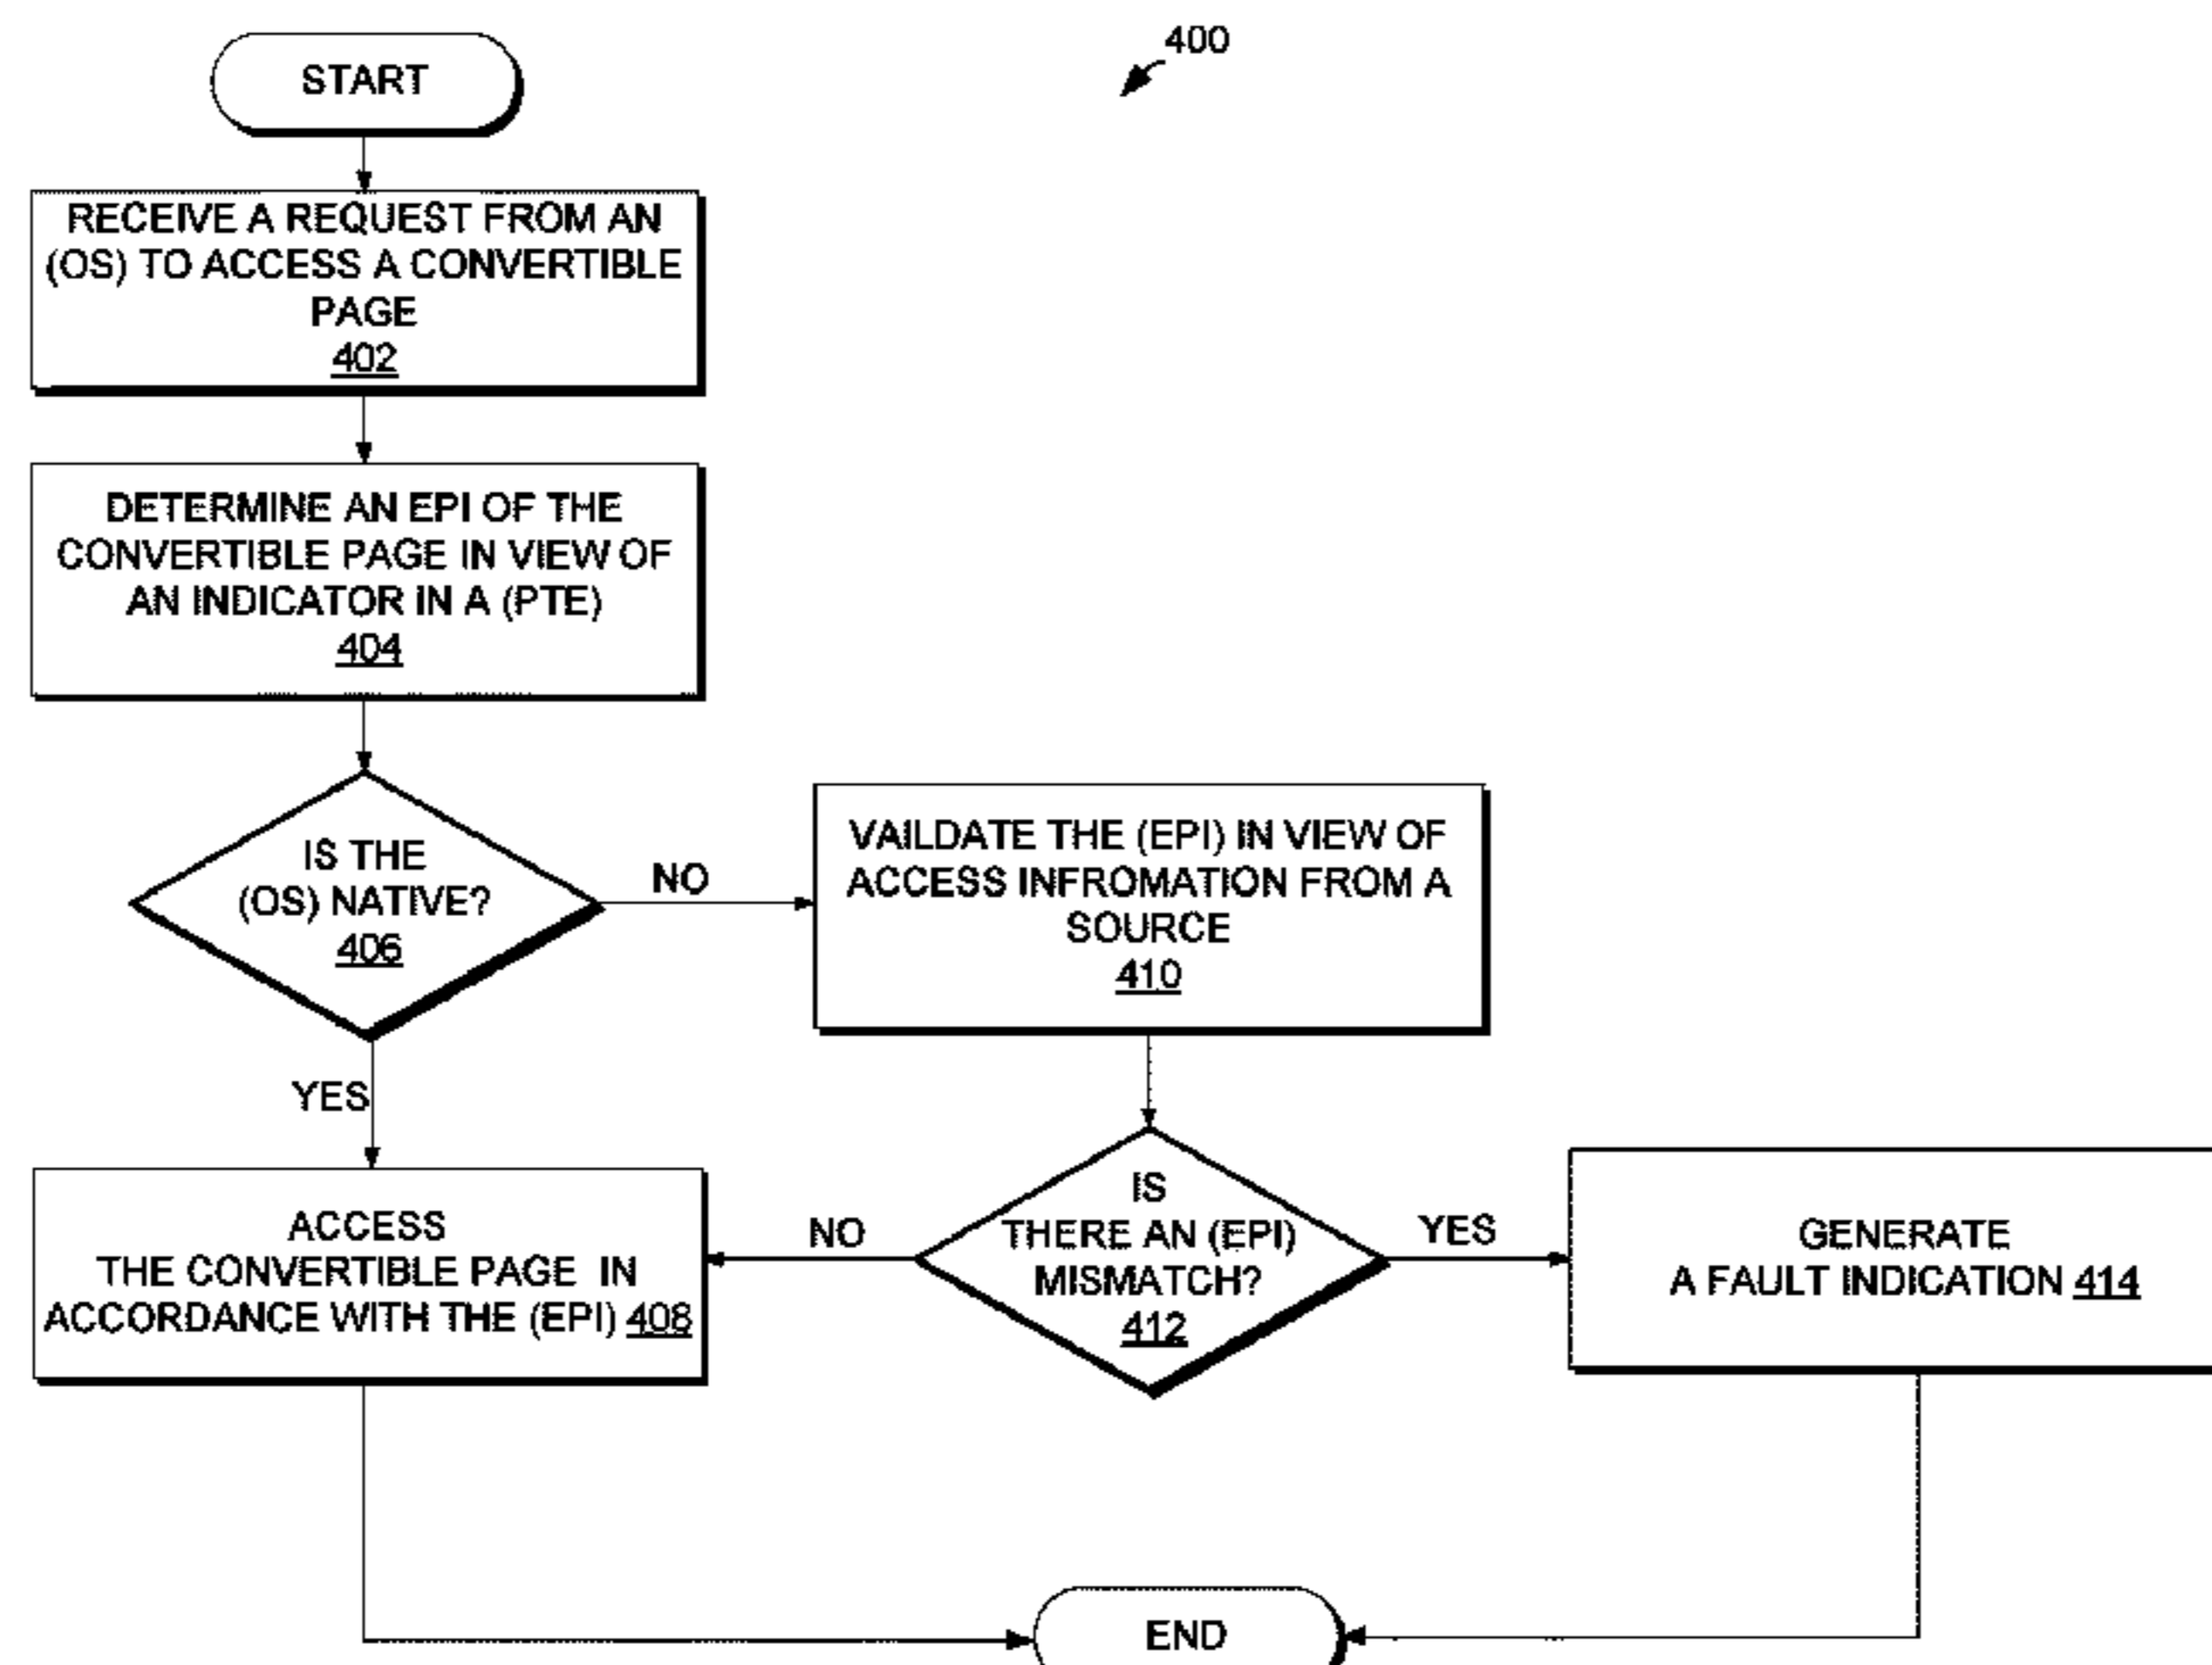 400
START
RECEIVE A REQUEST FROM AN
(OS) TO ACCESS A CONVERTIBLE
PAGE
402
DETERMINE AN EPI OF THE
CONVERTIBLE PAGE IN VIEW OF
AN INDICATOR IN A (PTE)
404
IS THE
(OS) NATIVE?
406
NO
YES
VAILDATE THE (EPI) IN VIEW OF
ACCESS INFROMATION FROM A
SOURCE
410
ACCESS
THE CONVERTIBLE PAGE IN
ACCORDANCE WITH THE (EPI) 408
NO
IS
THERE AN (EPI)
MISMATCH?
412
YES
GENERATE
A FAULT INDICATION 414
END